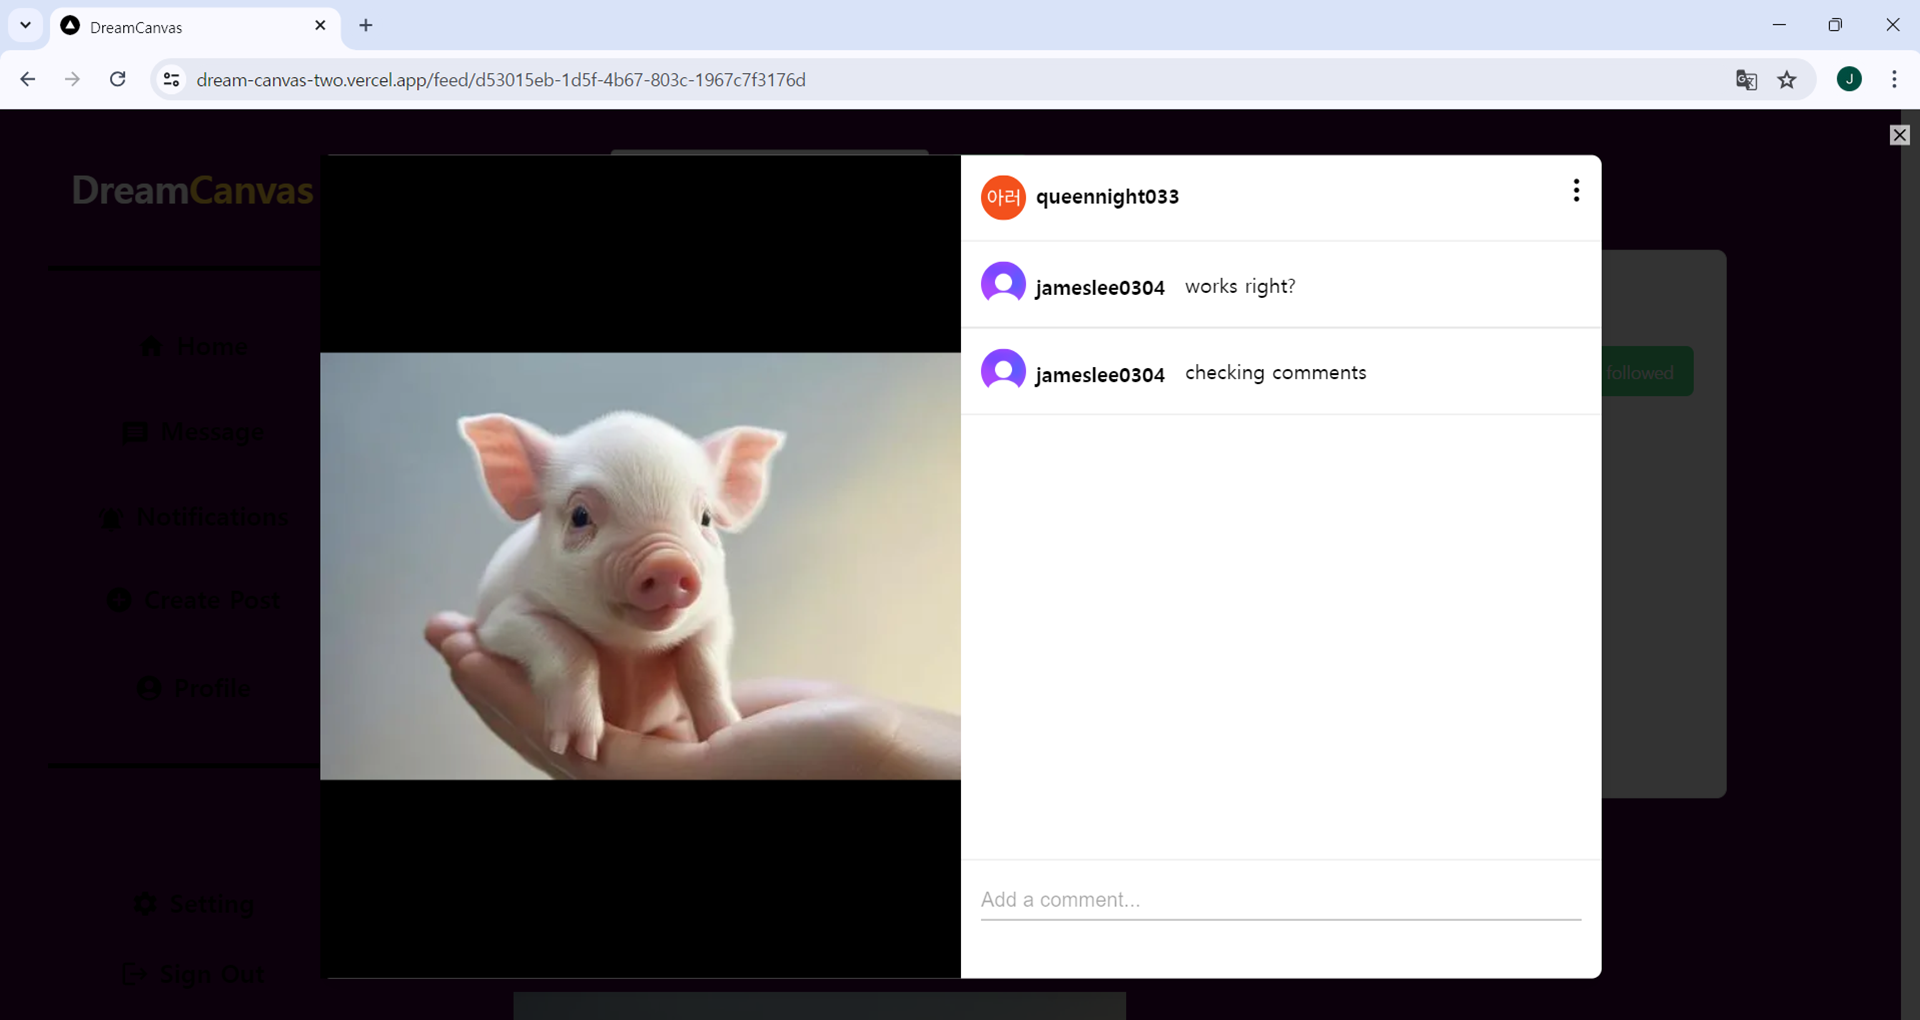 DreamCanvas
dream-canvas-two.vercel.app/feed/d53015eb-1d5f-4b67-803c-1967c7f3176d
J
DreamCanvas
Home
Message
Notifications
Create Post
Profile
Setting
Sign Out
아러 queennight033
jameslee0304 works right?
jameslee0304 checking comments
followed
Add a comment...